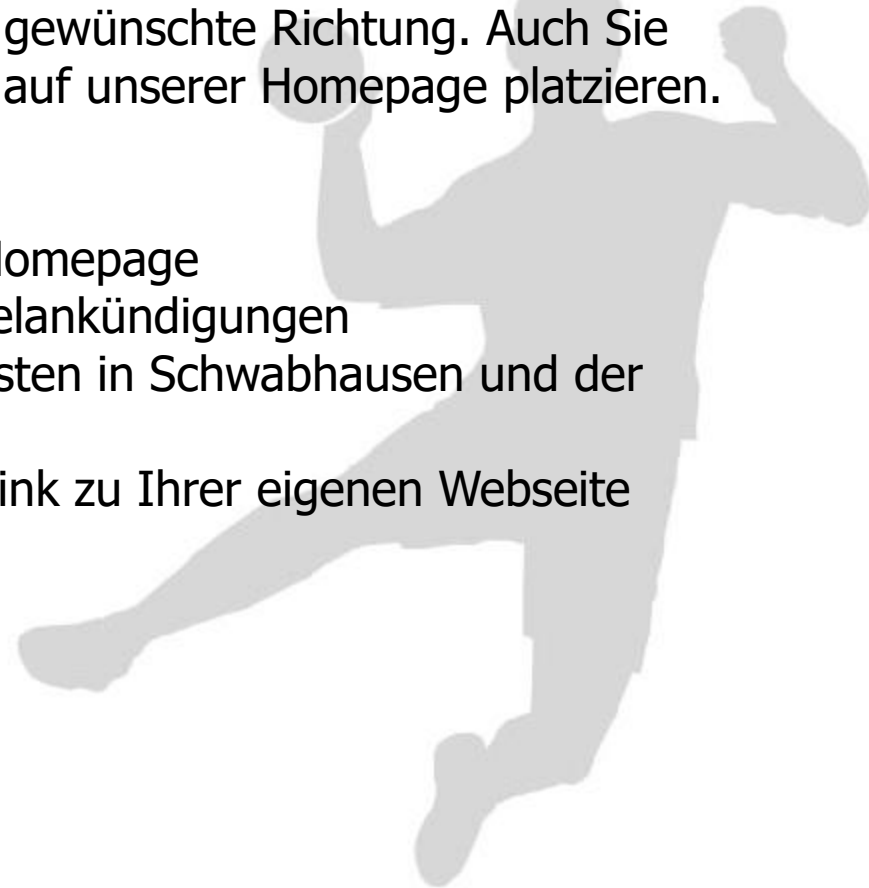 gewünschte Richtung. Auch Sie
auf unserer Homepage platzieren.
omepage
elankündigungen
sten in Schwabhausen und der
ink zu Ihrer eigenen Webseite